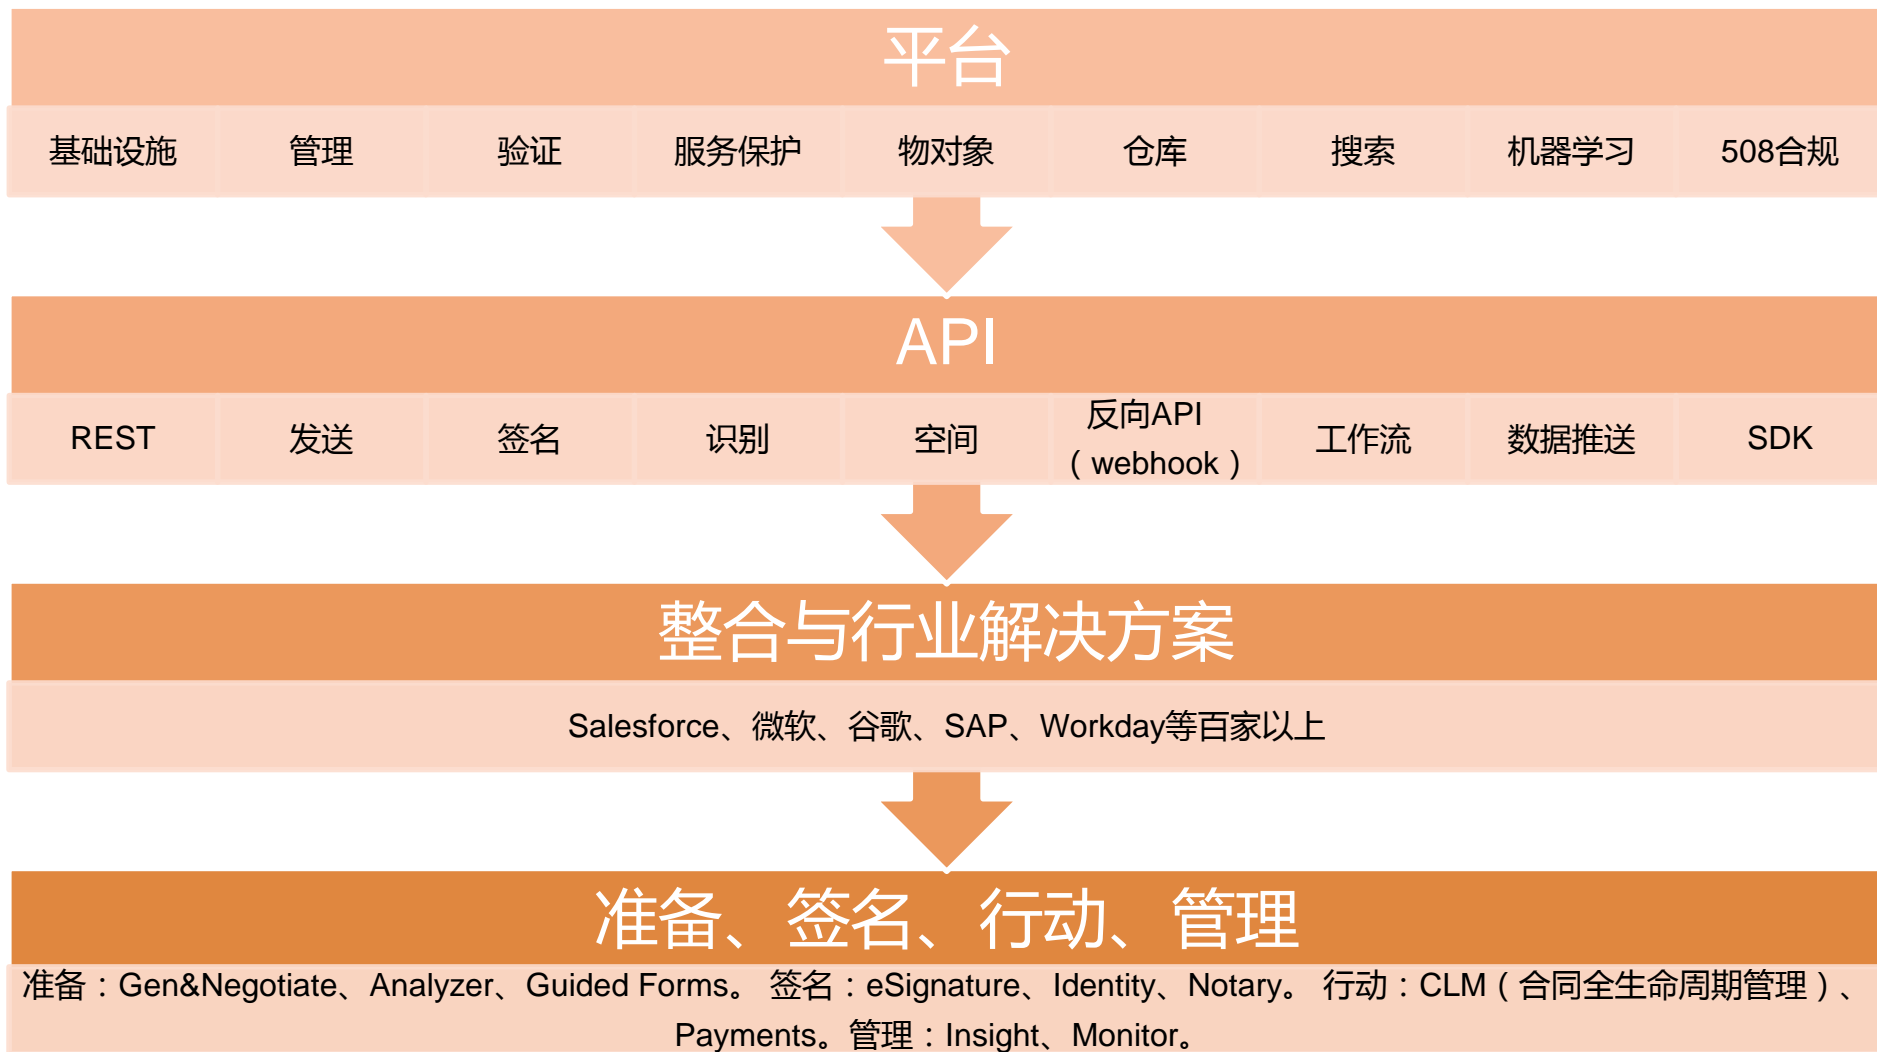 平台
基础设施 管理 验证 服务保护 物对象 仓库 搜索 机器学习 508合规
API
REST 发送 签名 识别 空间 反向API（webhook） 工作流 数据推送 SDK
整合与行业解决方案
Salesforce、微软、谷歌、SAP、Workday等百家以上
准备、签名、行动、管理
准备：Gen&Negotiate、Analyzer、Guided Forms。 签名：eSignature、Identity、Notary。 行动：CLM（合同全生命周期管理）、
Payments。管理：Insight、Monitor。